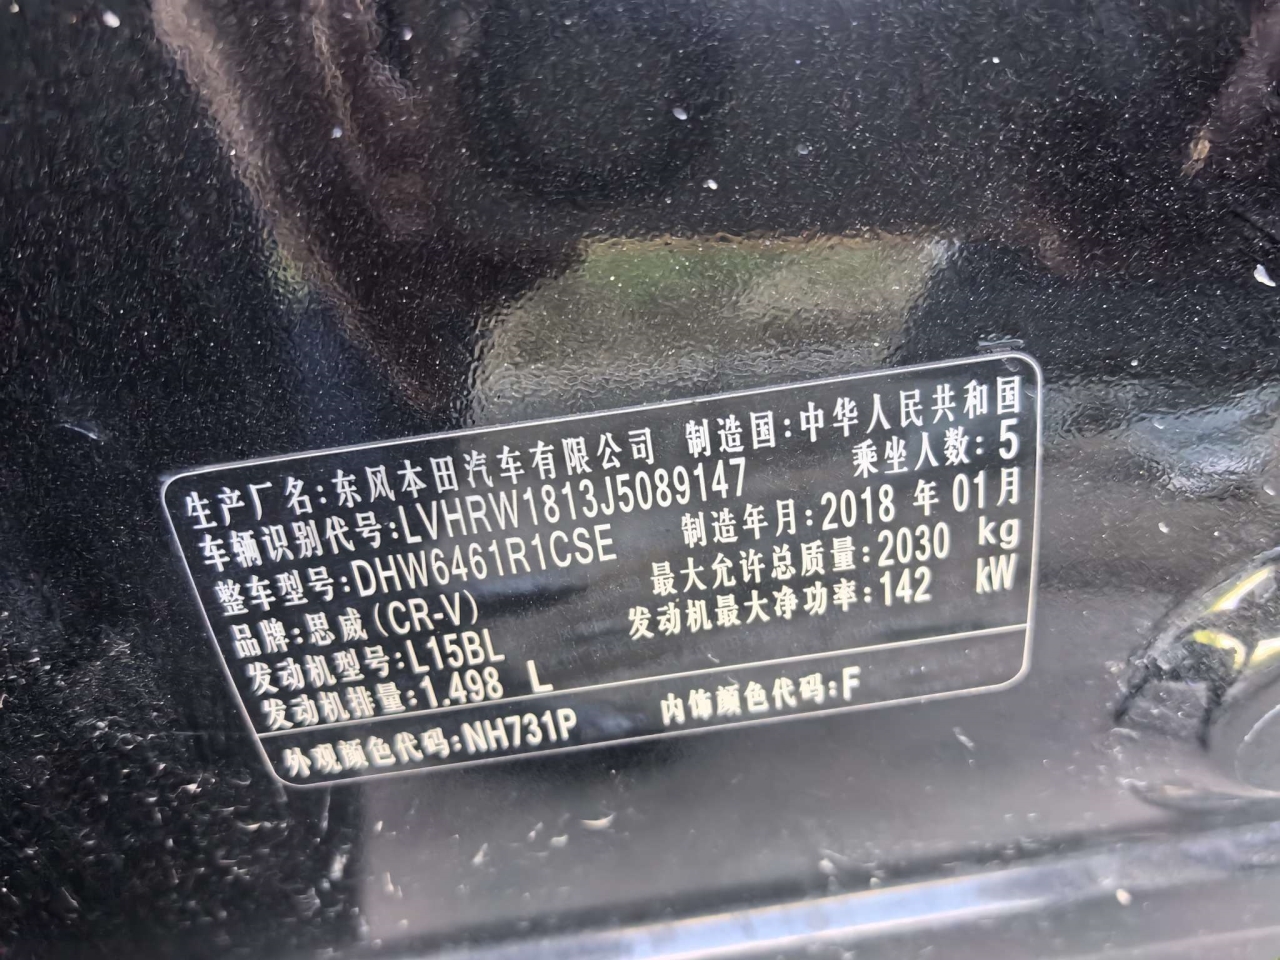 生产厂名:东风本田汽车有限公司 制造国:中华人民共和国
车辆识别代号:LVHRW1813J5089147 乘坐人数:5
整车型号:DHW6461R1CSE 制造年月:2018 年 01月
品牌:思威(CR-V) 最大允许总质量:2030 kg
发动机型号:L15BL 发动机最大净功率:142 kW
发动机排量:1.498 L
外观颜色代码:NH731P 内饰颜色代码:F